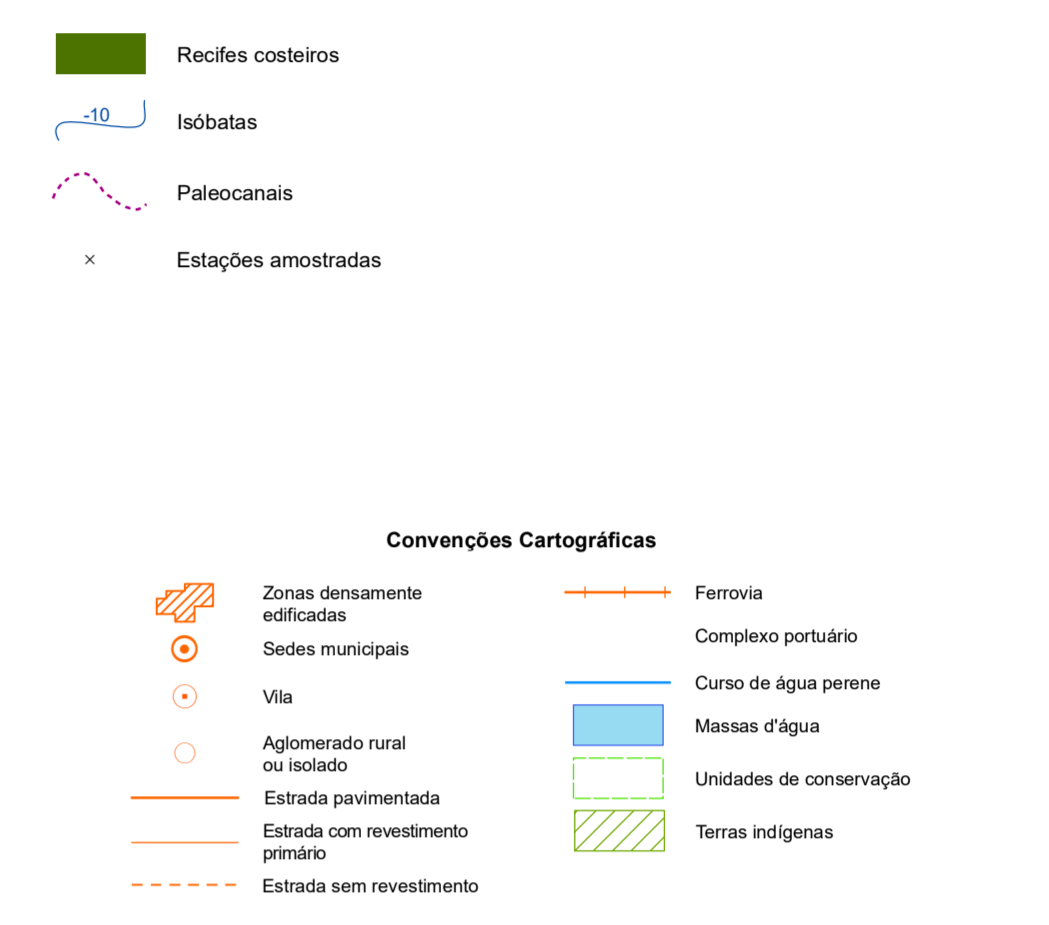 Recifes costeiros
-10
Isóbatas
Paleocanais
Estações amostradas
Convenções Cartográficas
Zonas densamente
edificadas
Sedes municipais
Vila
Aglomerado rural
ou isolado
Estrada pavimentada
Estrada com revestimento
primário
Estrada sem revestimento
Ferrovia
Complexo portuário
Curso de água perene
Massas d'água
Unidades de conservação
Terras indígenas